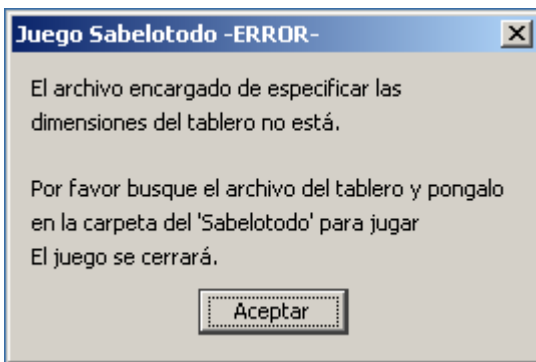 Juego Sabelotodo -ERROR-
El archivo encargado de especificar las
dimensiones del tablero no está.
Por favor busque el archivo del tablero y pongalo
en la carpeta del 'Sabelotodo' para jugar
El juego se cerrará.
Aceptar